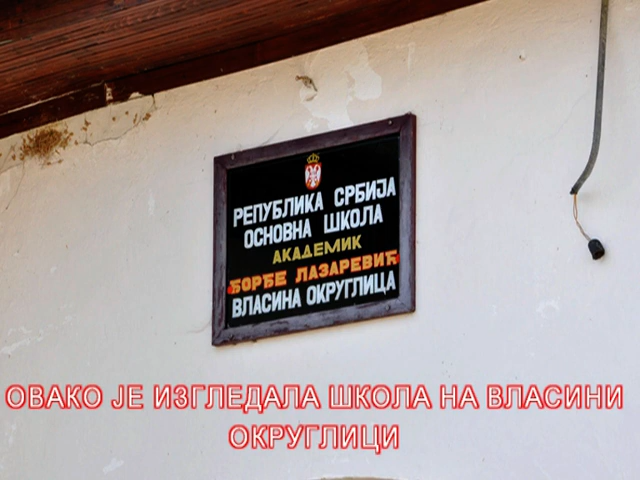 РЕПУБЛИКА СРБИЈА
ОСНОВНА ШКОЛА
АКАДЕМИК
ЂОРЂЕ ЛАЗАРЕВИЋ
ВЛАСИНА ОКРУГЛИЦА
ОВАКО ЈЕ ИЗГЛЕДАЛА ШКОЛА НА ВЛАСИНИ
ОКРУГЛИЦИ